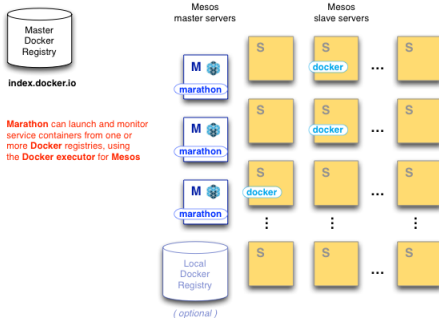 Master
Docker
Registry
index.docker.io
Marathon can launch and monitor
service containers from one or
more Docker registries, using
the Docker executor for Mesos
Mesos
master servers
Mesos
slave servers
M
marathon
S
S
docker
...
S
M
marathon
S
S
docker
...
S
M
marathon
S
docker
S
...
S
Local
Docker
Registry
( optional )
S
S
...
S